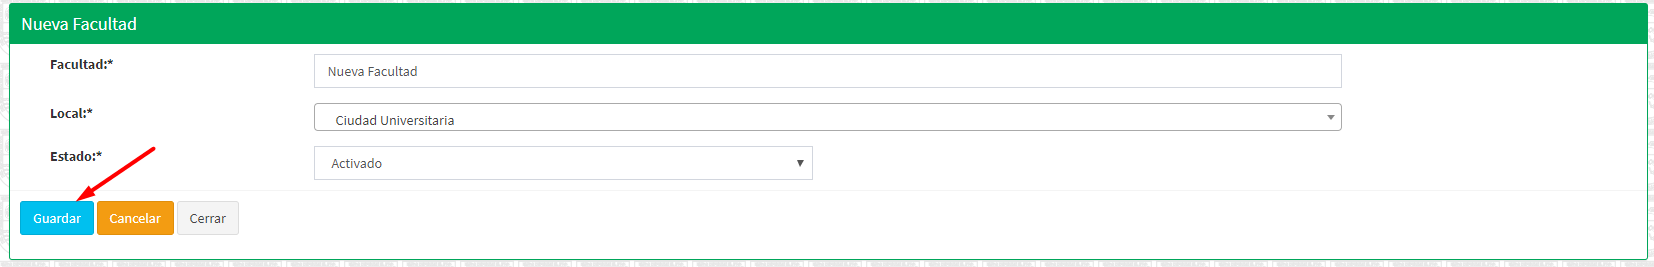 Nueva Facultad
Facultad:* Nueva Facultad
Local:* Ciudad Universitaria
Estado:* Activado
Guardar Cancelar Cerrar